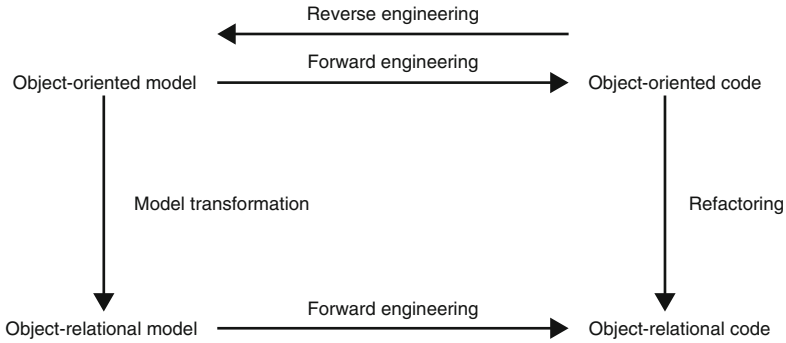 Reverse engineering
Forward engineering
Object-oriented model
Object-oriented code
Model transformation
Refactoring
Forward engineering
Object-relational model
Object-relational code